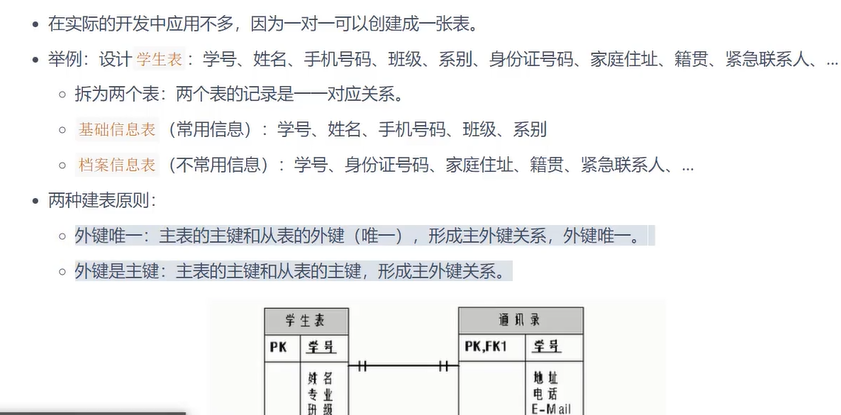 在实际的开发中应用不多，因为一对一可以创建成一张表。
举例：设计 学生表 ：学号、姓名、手机号码、班级、系别、身份证号码、家庭住址、籍贯、紧急联系人、...
拆为两个表：两个表的记录是一一对应关系。
基础信息表 （常用信息）：学号、姓名、手机号码、班级、系别
档案信息表 （不常用信息）：学号、身份证号码、家庭住址、籍贯、紧急联系人、...
两种建表原则：
外键唯一：主表的主键和从表的外键（唯一），形成主外键关系，外键唯一。
外键是主键：主表的主键和从表的主键，形成主外键关系。
学生表
PK 学号
姓名
专业
班级
通讯录
PK,FK1 学号
地址
电话
E-Mail